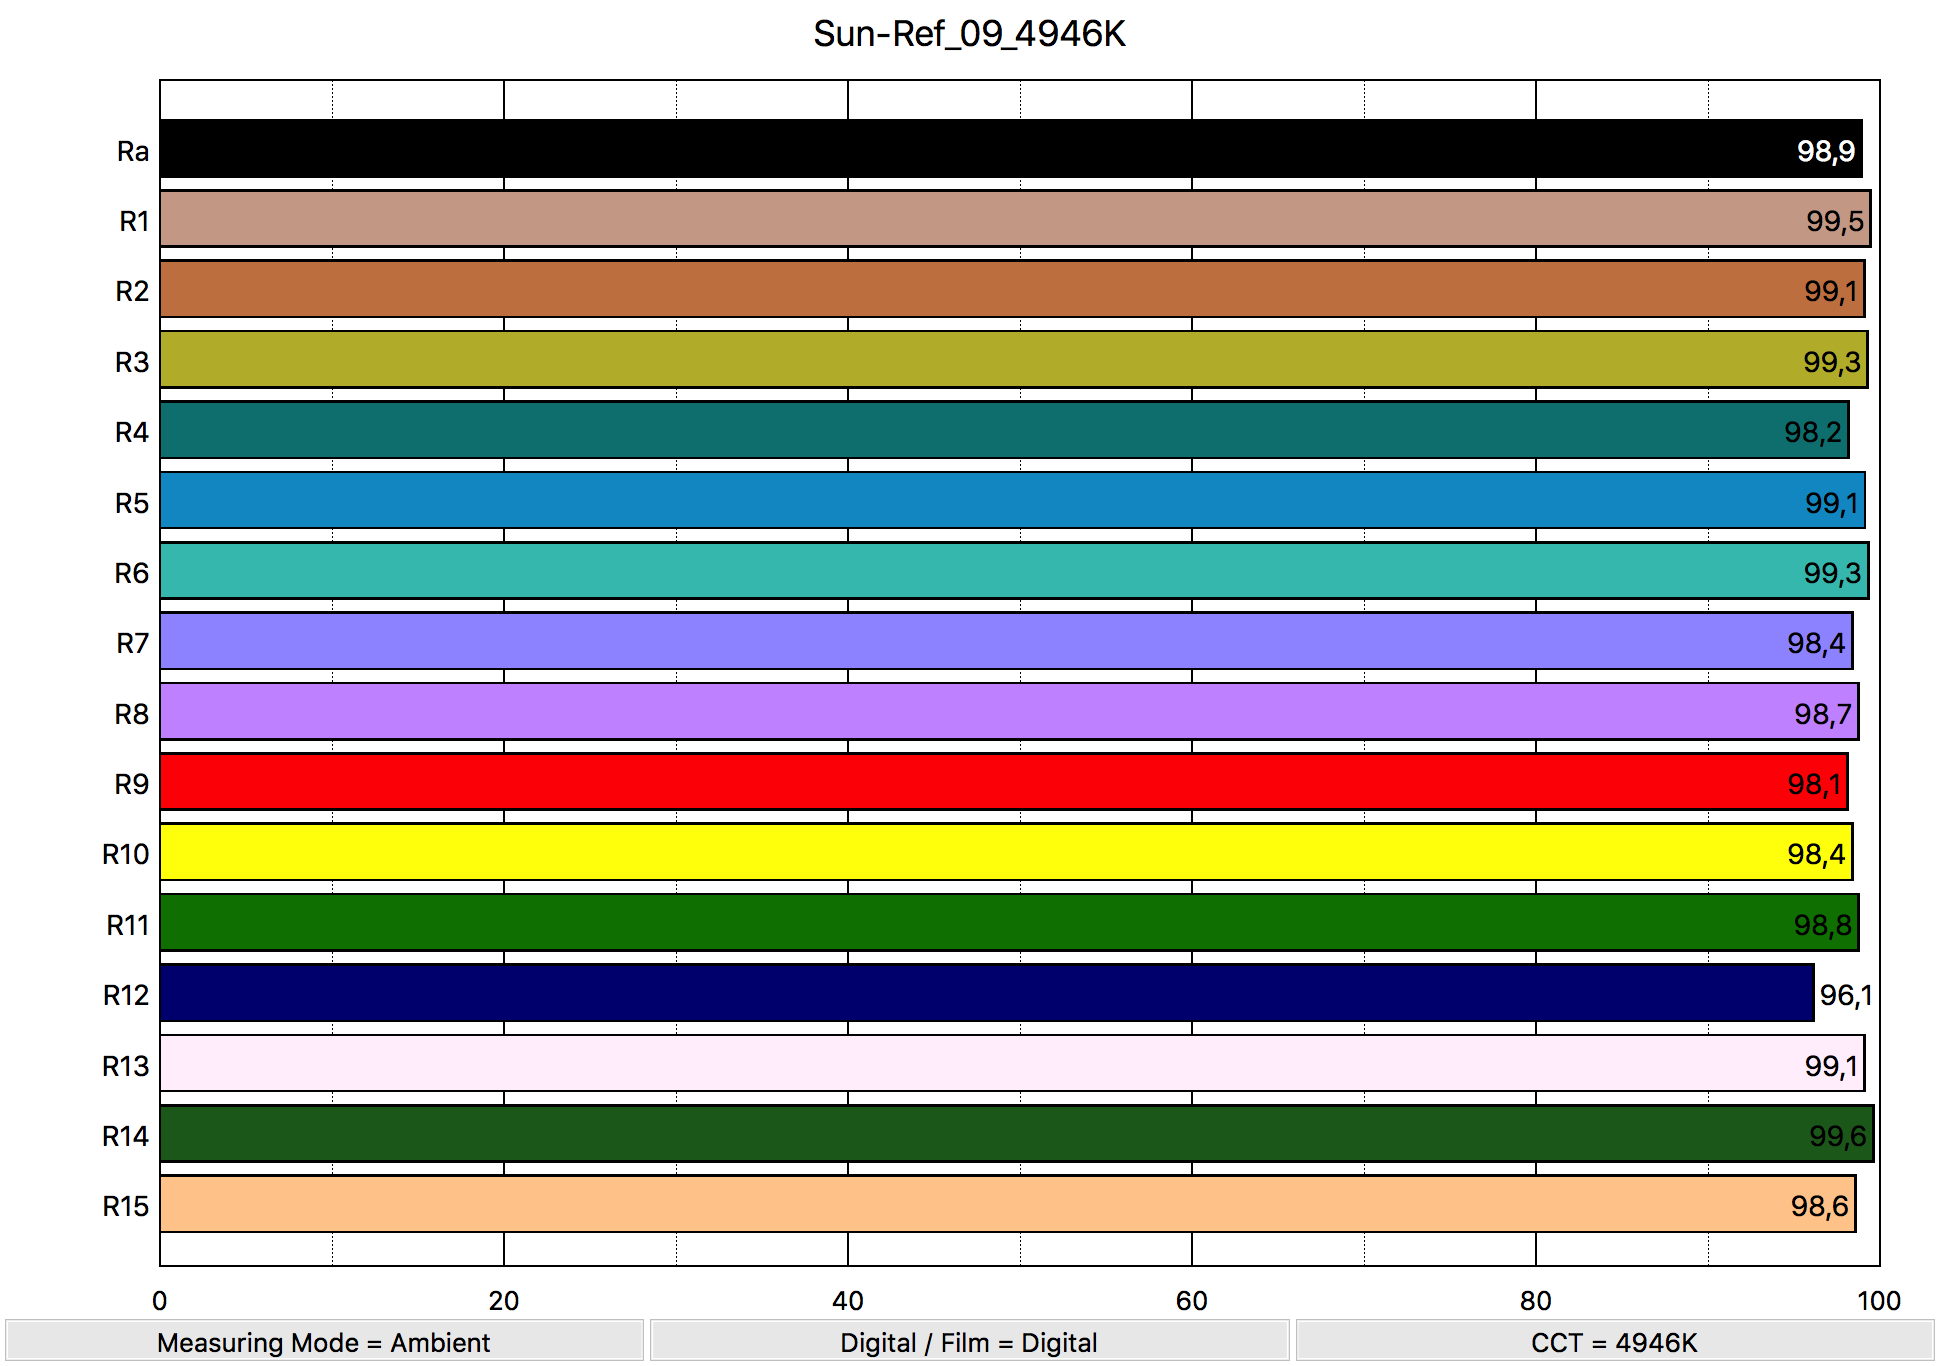 Sun-Ref_09_4946K
Ra 98,9
R1 99,5
R2 99,1
R3 99,3
R4 98,2
R5 99,1
R6 99,3
R7 98,4
R8 98,7
R9 98,1
R10 98,4
R11 98,8
R12 96,1
R13 99,1
R14 99,6
R15 98,6
0 20 40 60 80 100
Measuring Mode = Ambient Digital / Film = Digital CCT = 4946K